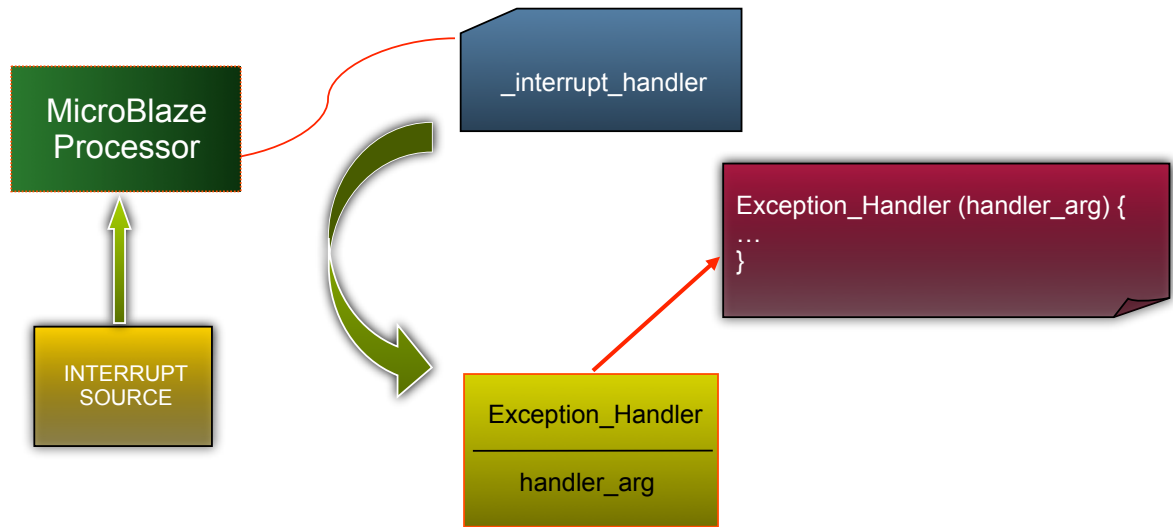 MicroBlaze
Processor
_interrupt_handler
Exception_Handler (handler_arg) {
…
}
INTERRUPT
SOURCE
Exception_Handler
handler_arg